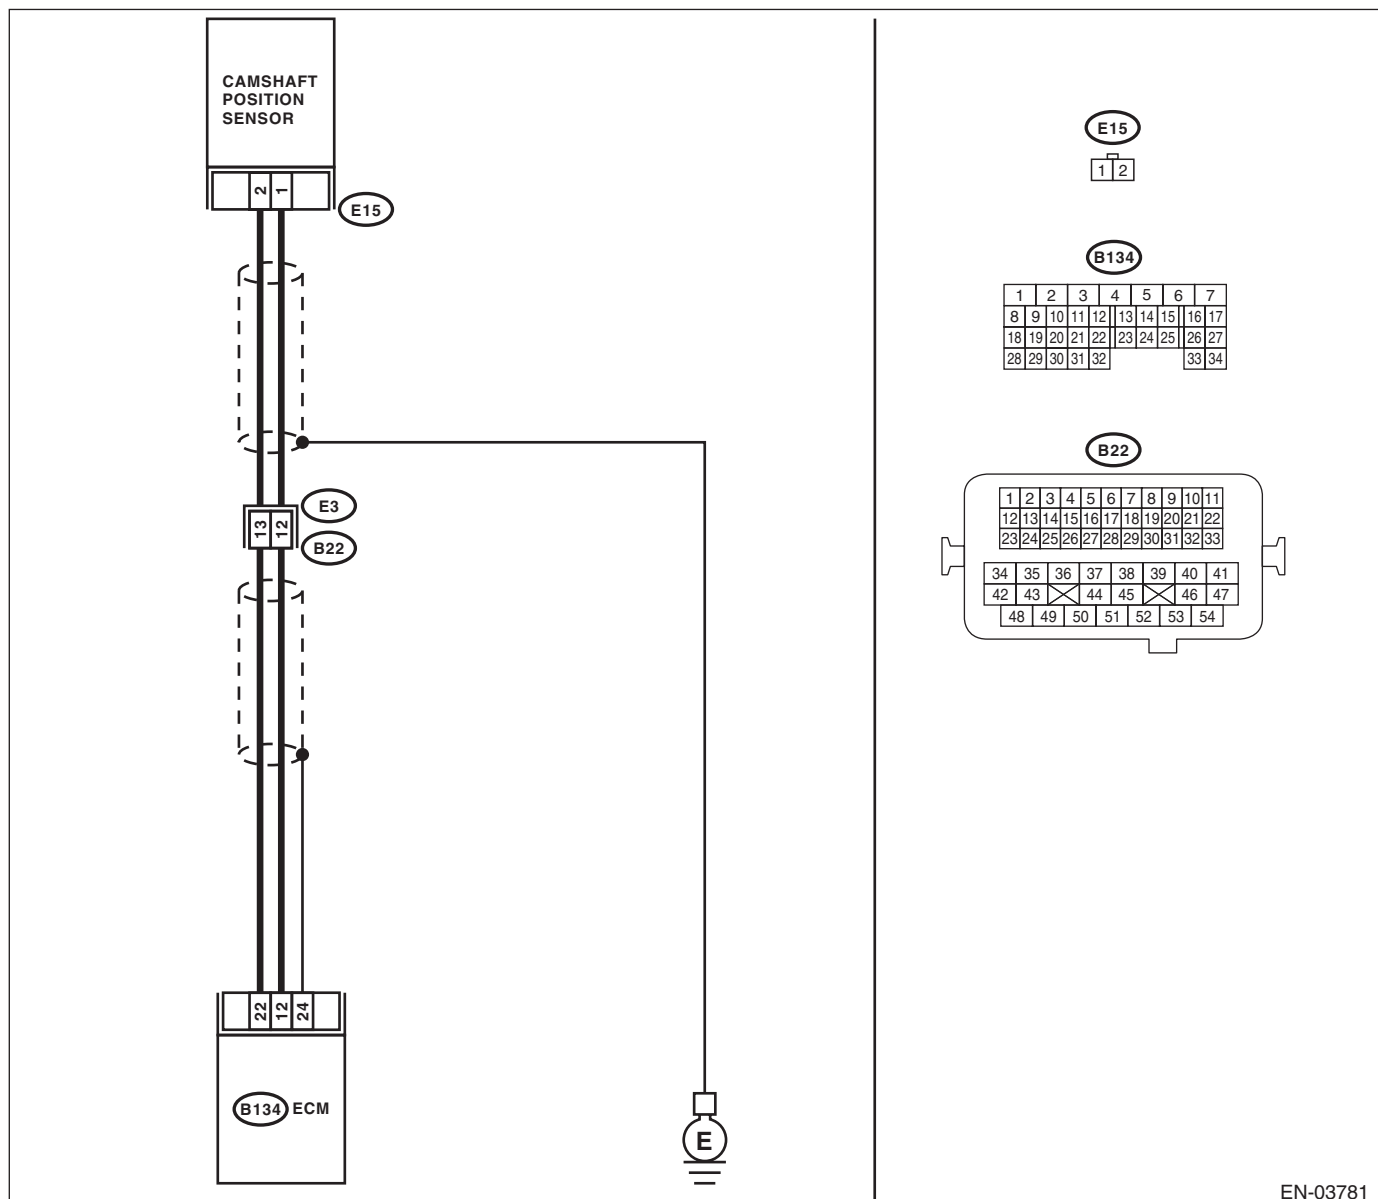 CAMSHAFT
POSITION
SENSOR
2 1
E15
E3
13 12
B22
22 12 24
B134 ECM
E
E15
1 2
B134
1 2 3 4 5 6 7
8 9 10 11 12 13 14 15 16 17
18 19 20 21 22 23 24 25 26 27
28 29 30 31 32 33 34
B22
1 2 3 4 5 6 7 8 9 10 11
12 13 14 15 16 17 18 19 20 21 22
23 24 25 26 27 28 29 30 31 32 33
34 35 36 37 38 39 40 41
42 43 44 45 46 47
48 49 50 51 52 53 54
EN-03781